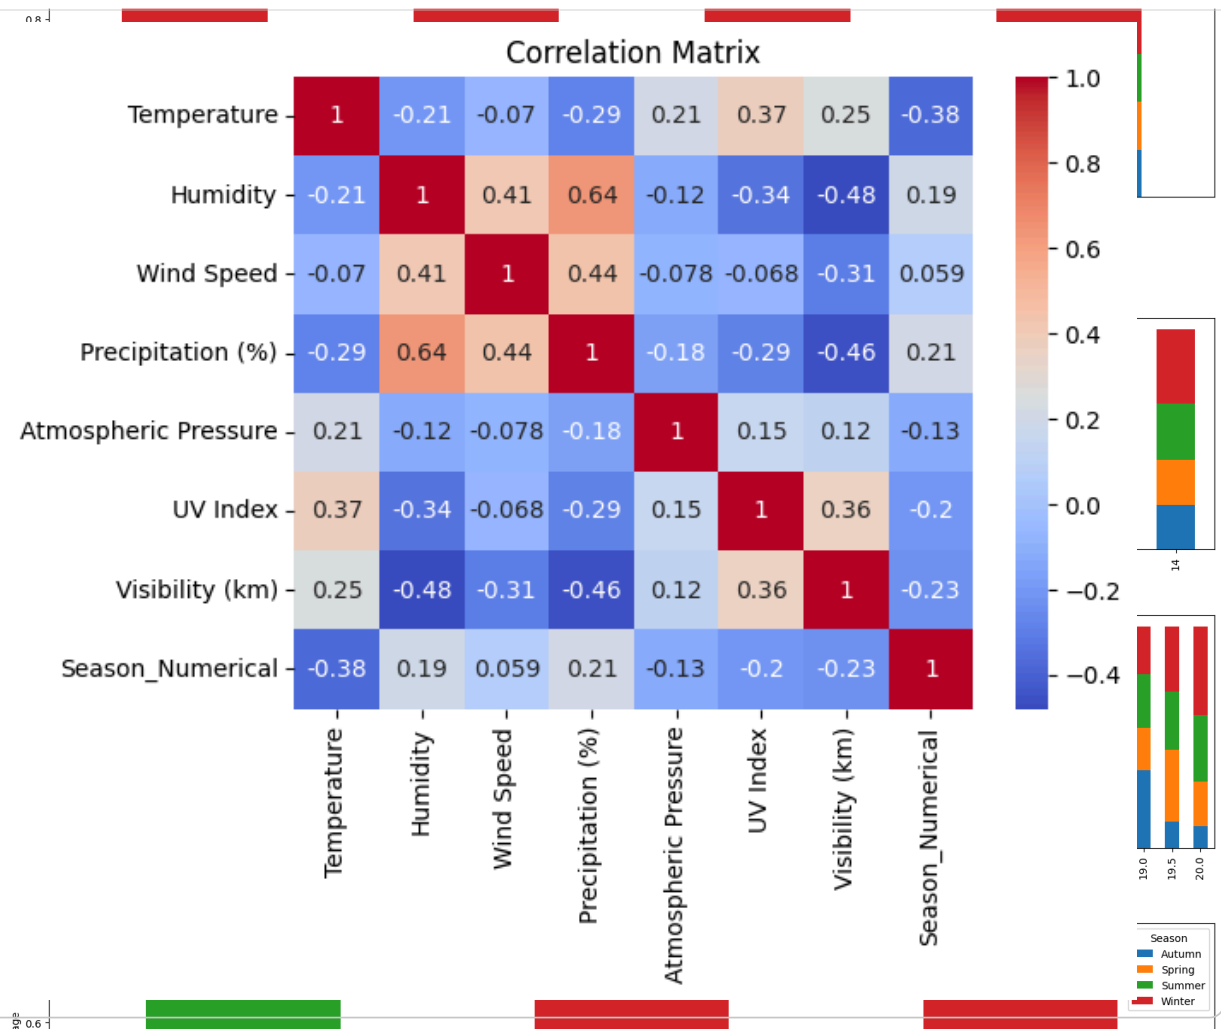 0.8
Correlation Matrix
Temperature 1 -0.21 -0.07 -0.29 0.21 0.37 0.25 -0.38
Humidity -0.21 1 0.41 0.64 -0.12 -0.34 -0.48 0.19
Wind Speed -0.07 0.41 1 0.44 -0.078 -0.068 -0.31 0.059
Precipitation (%) -0.29 0.64 0.44 1 -0.18 -0.29 -0.46 0.21
Atmospheric Pressure 0.21 -0.12 -0.078 -0.18 1 0.15 0.12 -0.13
UV Index 0.37 -0.34 -0.068 -0.29 0.15 1 0.36 -0.2
Visibility (km) 0.25 -0.48 -0.31 -0.46 0.12 0.36 1 -0.23
Season_Numerical -0.38 0.19 0.059 0.21 -0.13 -0.2 -0.23 1
Temperature
Humidity
Wind Speed
Precipitation (%)
Atmospheric Pressure
UV Index
Visibility (km)
Season_Numerical
1.0
0.8
0.6
0.4
0.2
0.0
−0.2
−0.4
14
19.0
19.5
20.0
Season
Autumn
Spring
Summer
Winter
0.6